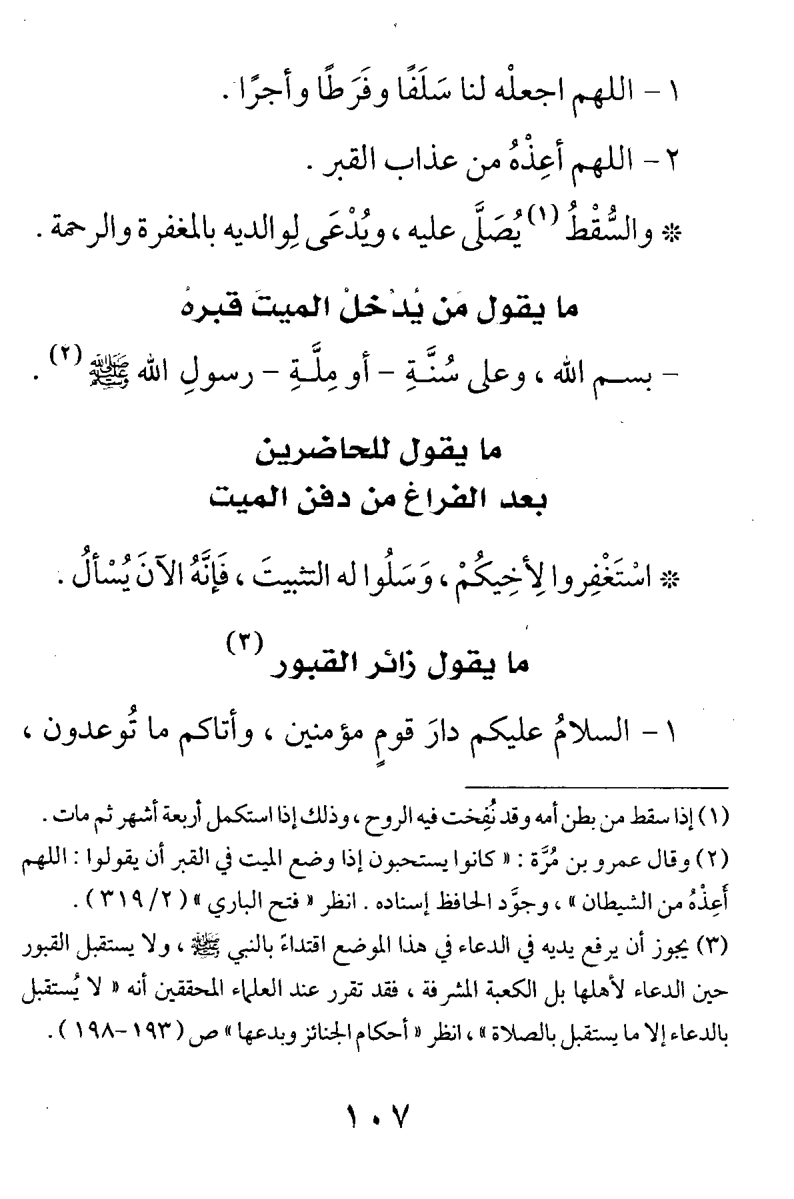 ١ - اللهم اجعلْه لنا سَلَفًا وفَرَطًا وأجرًا .
٢ - اللهم أعِذْهُ من عذاب القبر .
* والسُّقْطُ (١) يُصَلَّى عليه ، ويُدْعَى لِوالديه بالمغفرة والرحمة .
ما يقول مَن يُدْخلُ الميتَ قبرهُ
- بسم الله ، وعلى سُنَّةِ - أو مِلَّةِ - رسولِ الله ﷺ (٢) .
ما يقول للحاضرين
بعد الفراغ من دفن الميت
* اسْتَغْفِروا لِأخِيكُمْ ، وَسَلُوا له التثبيتَ ، فَإنَّهُ الآنَ يُسْألُ .
ما يقول زائر القبور (٣)
١ - السلامُ عليكم دارَ قومٍ مؤمنين ، وأتاكم ما تُوعدون ،
(١) إذا سقط من بطن أمه وقد نُفِخت فيه الروح ، وذلك إذا استكمل أربعة أشهر ثم مات .
(٢) وقال عمرو بن مُرَّة : « كانوا يستحبون إذا وضع الميت في القبر أن يقولوا : اللهم
أَعِذْهُ من الشيطان » ، وجوَّد الحافظ إسناده . انظر « فتح الباري » ( ٢/ ٣١٩ ) .
(٣) يجوز أن يرفع يديه في الدعاء في هذا الموضع اقتداءً بالنبي ﷺ ، ولا يستقبل القبور
حين الدعاء لأهلها بل الكعبة المشرفة ، فقد تقرر عند العلماء المحققين أنه « لا يُستقبل
بالدعاء إلا ما يستقبل بالصلاة » ، انظر « أحكام الجنائز وبدعها » ص (١٩٣-١٩٨ ) .
١٠٧